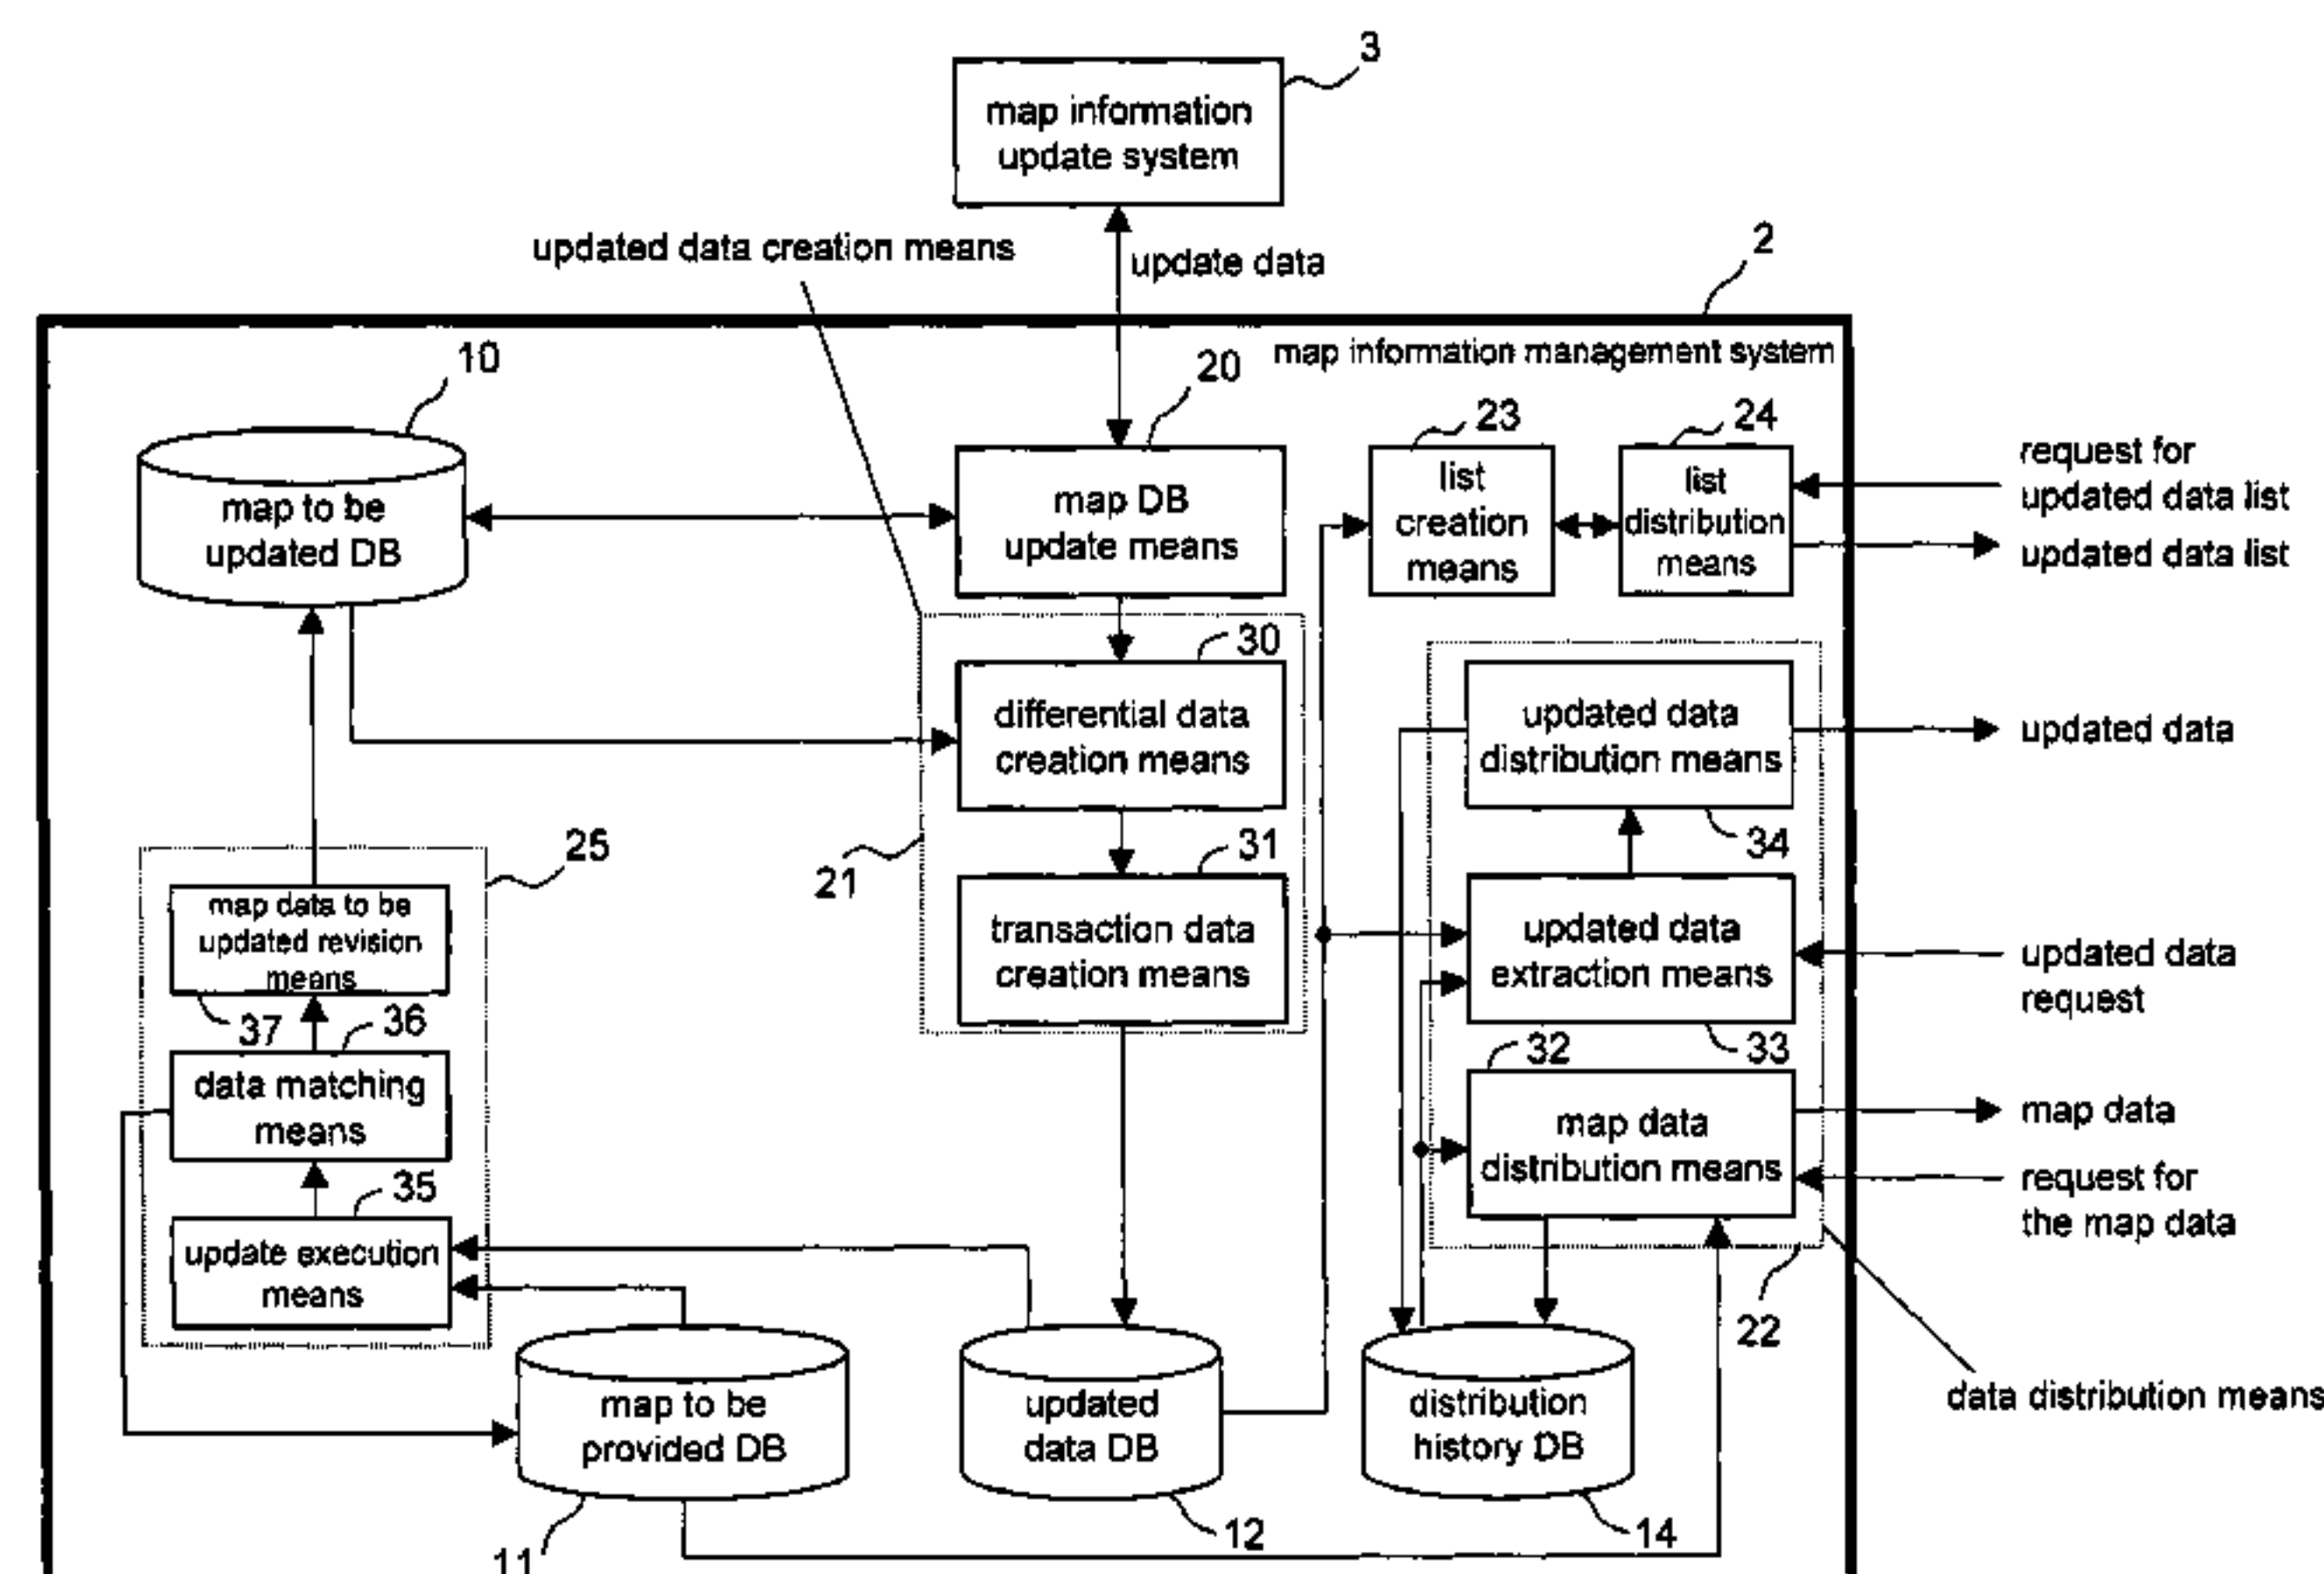 3
map information
update system
updated data creation means
update data
2
map information management system
10
20
23
24
map to be
updated DB
map DB
update means
list
creation
means
list
distribution
means
request for
updated data list
updated data list
30
differential data
creation means
updated data
distribution means
updated data
34
25
21
31
map data to be
updated revision
means
transaction data
creation means
updated data
extraction means
updated data
request
37
36
32
33
data matching
means
map data
distribution means
map data
35
request for
the map data
update execution
means
22
map to be
provided DB
updated
data DB
distribution
history DB
data distribution means
11
12
14